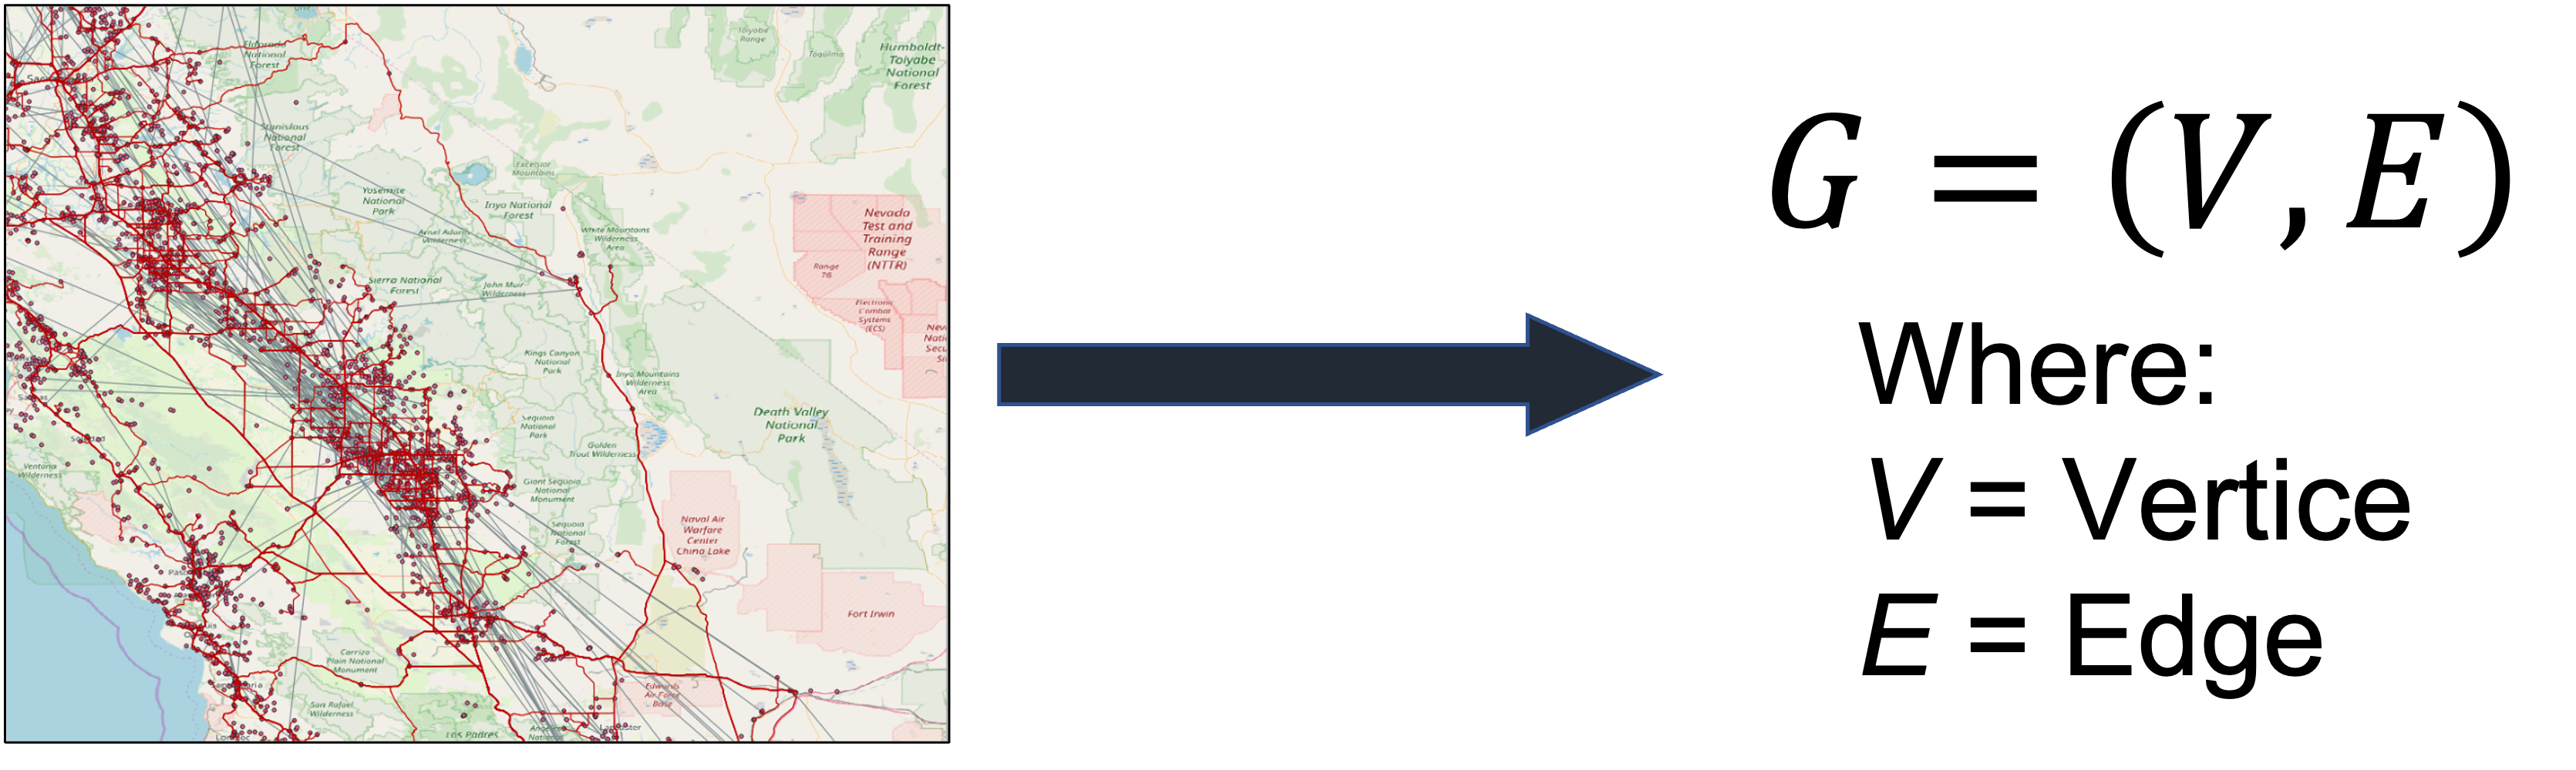 Eldorado
National
Forest
Toiyabe
Range
Toquima
Humboldt-
Toiyabe
National
Forest
Stanislaus
National
Forest
Excelsior
Mountains
Yosemite
National
Park
Inyo National
Forest
Ansel Adams
Wilderness
White Mountains
Wilderness
Area
Nevada
Test and
Training
Range
(NTTR)
Range
76
Sierra National
Forest
John Muir
Wilderness
Electronic
Combat
Systems
(ECS)
Kings Canyon
National
Park
Inyo Mountains
Wilderness
Area
Sequoia
National
Park
Death Valley
National
Park
Golden
Trout Wilderness
Soledad
Ventana
Wilderness
Giant Sequoia
National
Monument
Sequoia
National
Forest
Naval Air
Warfare
Center
China Lake
Fort Irwin
Carrizo
Plain National
Monument
Edwards
Air Force
Base
San Rafael
Wilderness
Los Padres
Lompoc
G = (V, E)
Where:
V = Vertice
E = Edge